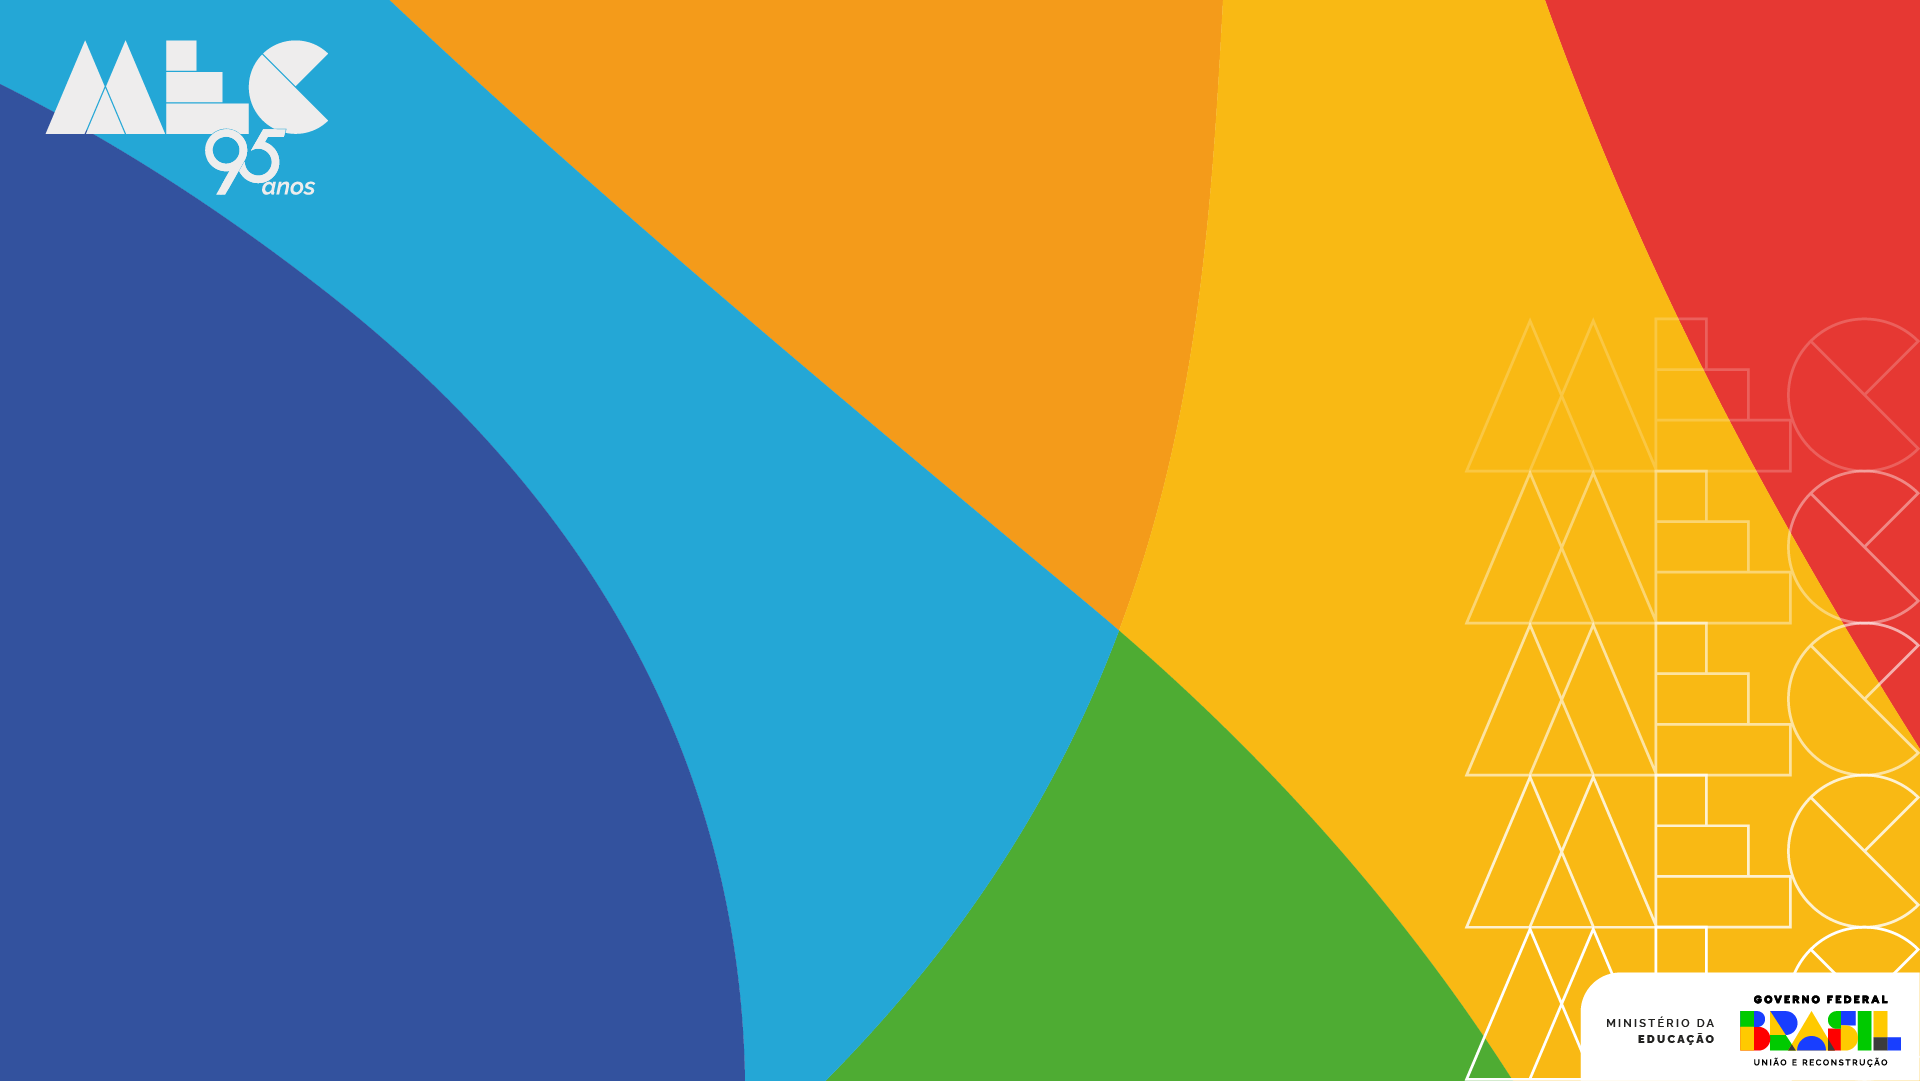 MEC
95
anos
MINISTÉRIO DA
EDUCAÇÃO
GOVERNO FEDERAL
BRASIL
UNIÃO E RECONSTRUÇÃO